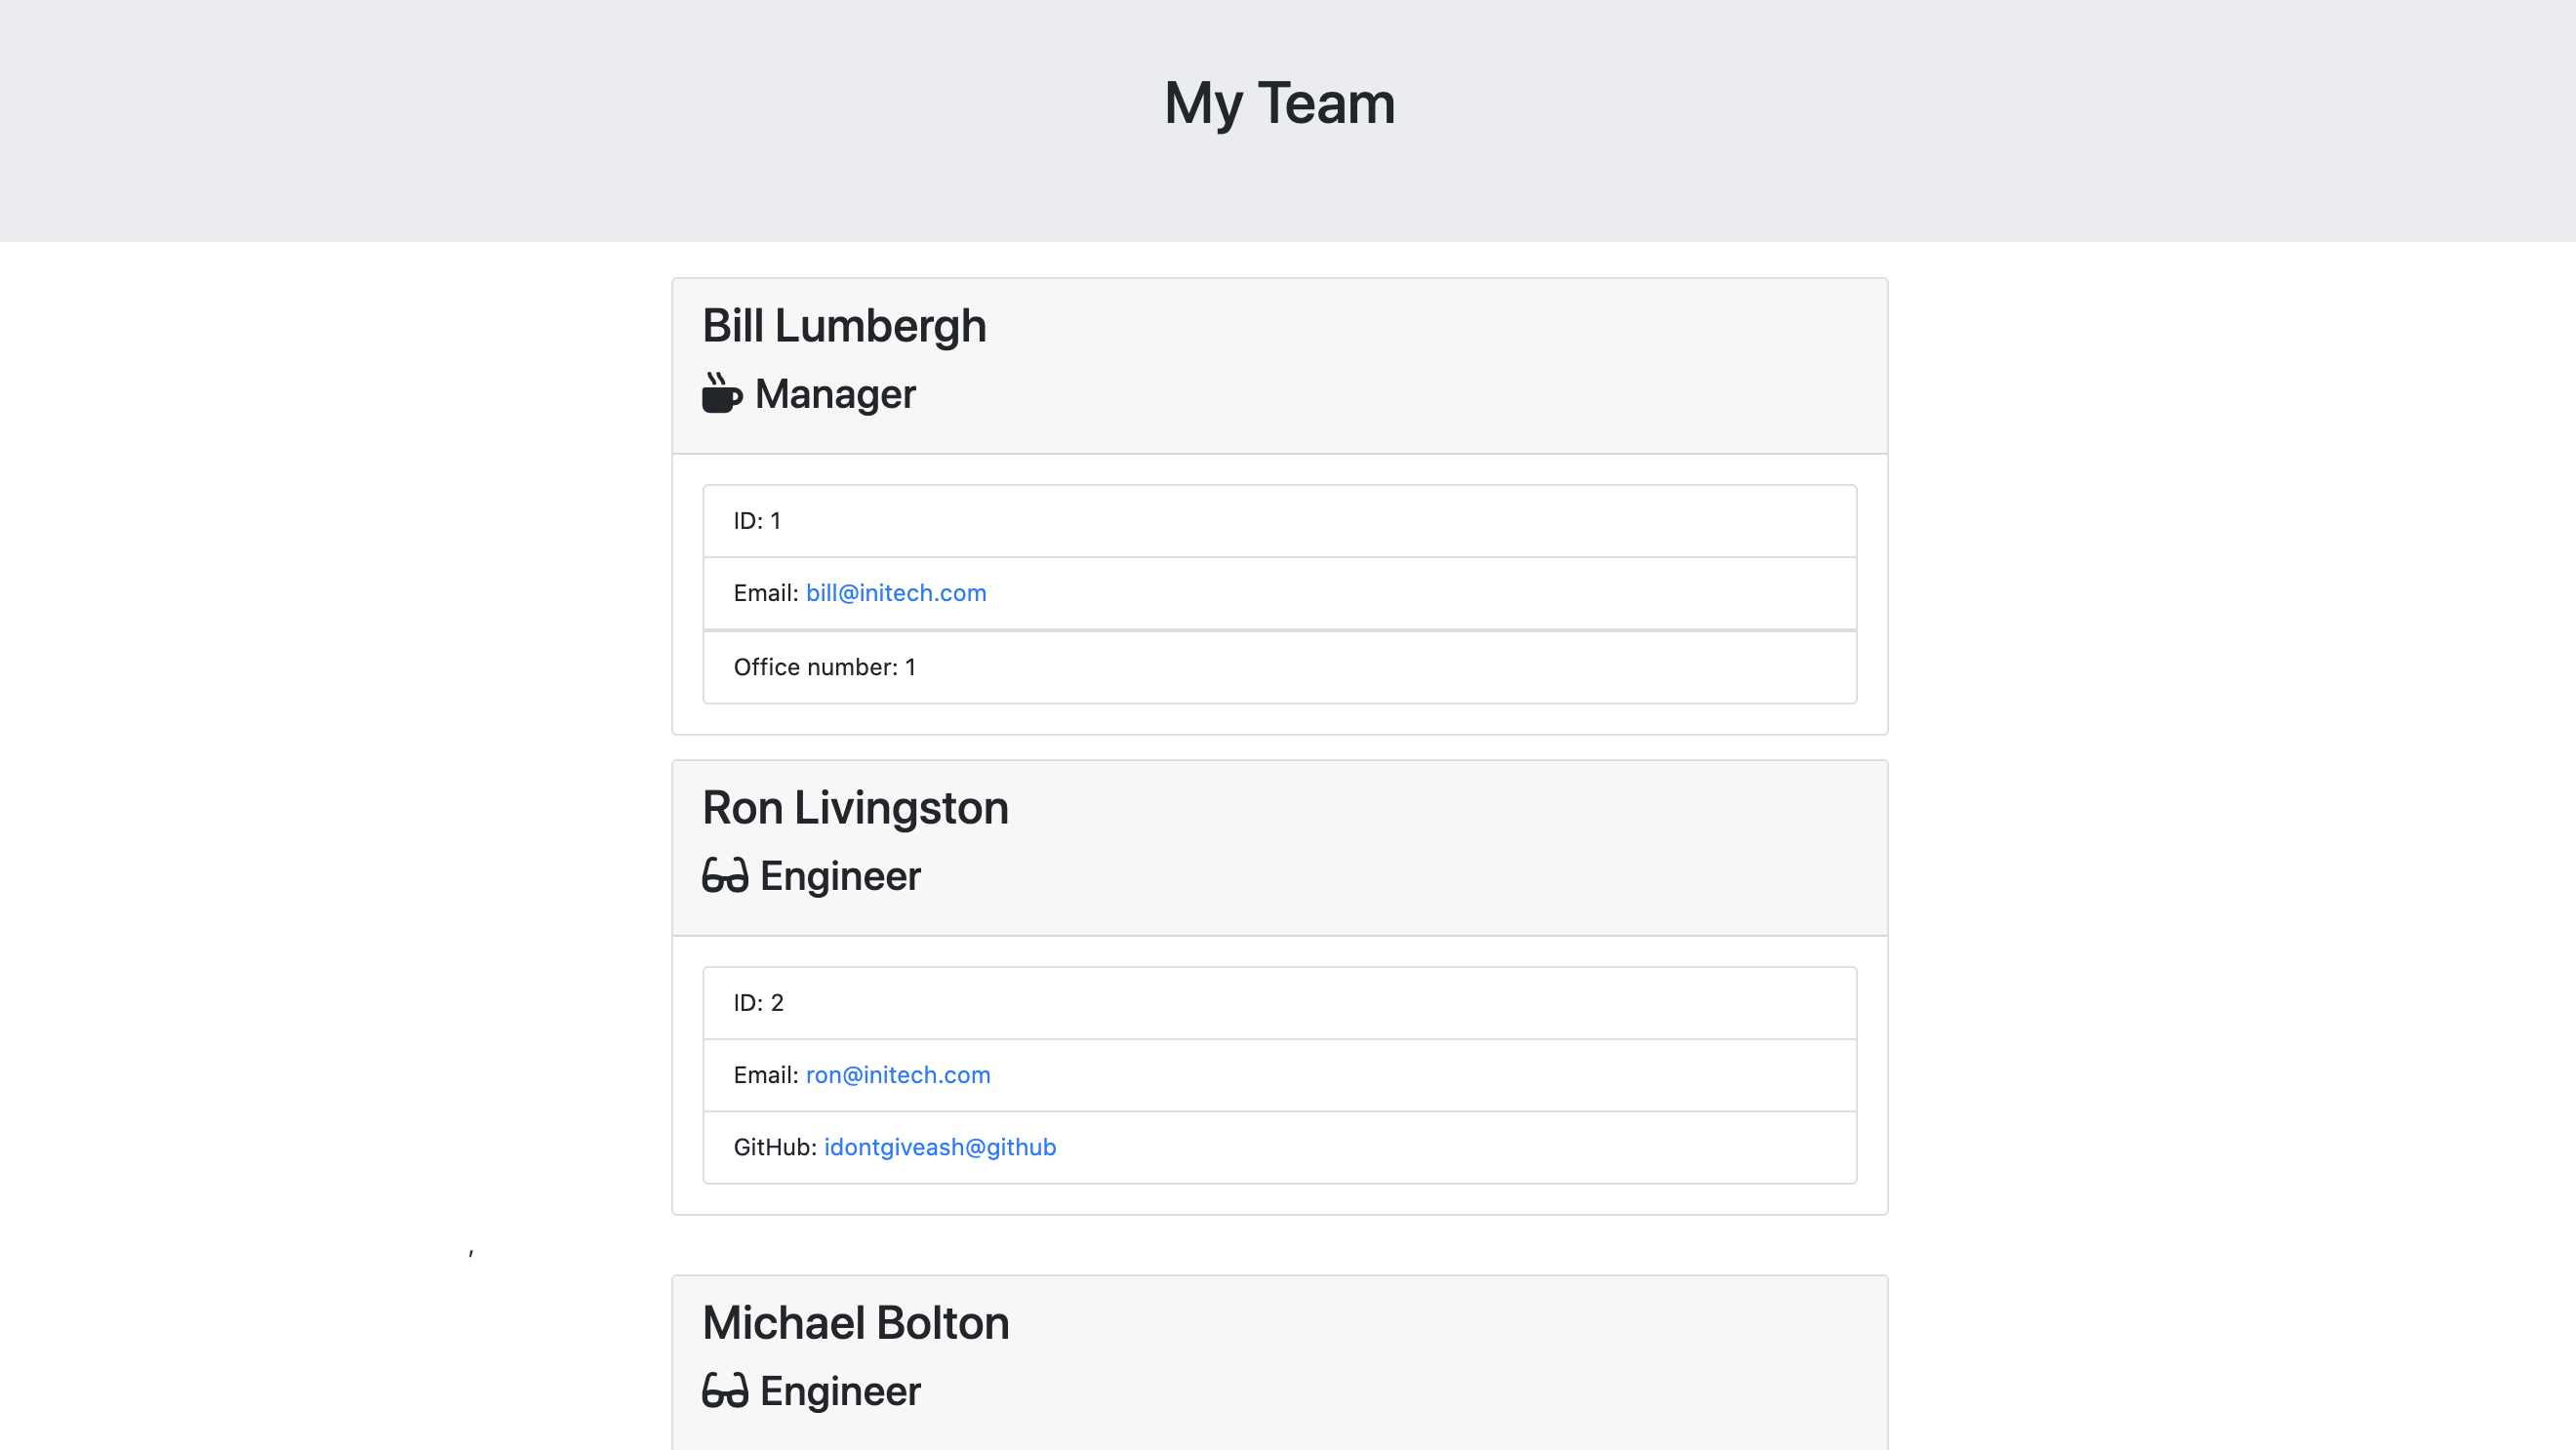 My Team
Bill Lumbergh
Manager
ID: 1
Email: bill@initech.com
Office number: 1
Ron Livingston
Engineer
ID: 2
Email: ron@initech.com
GitHub: idontgiveash@github
,
Michael Bolton
Engineer